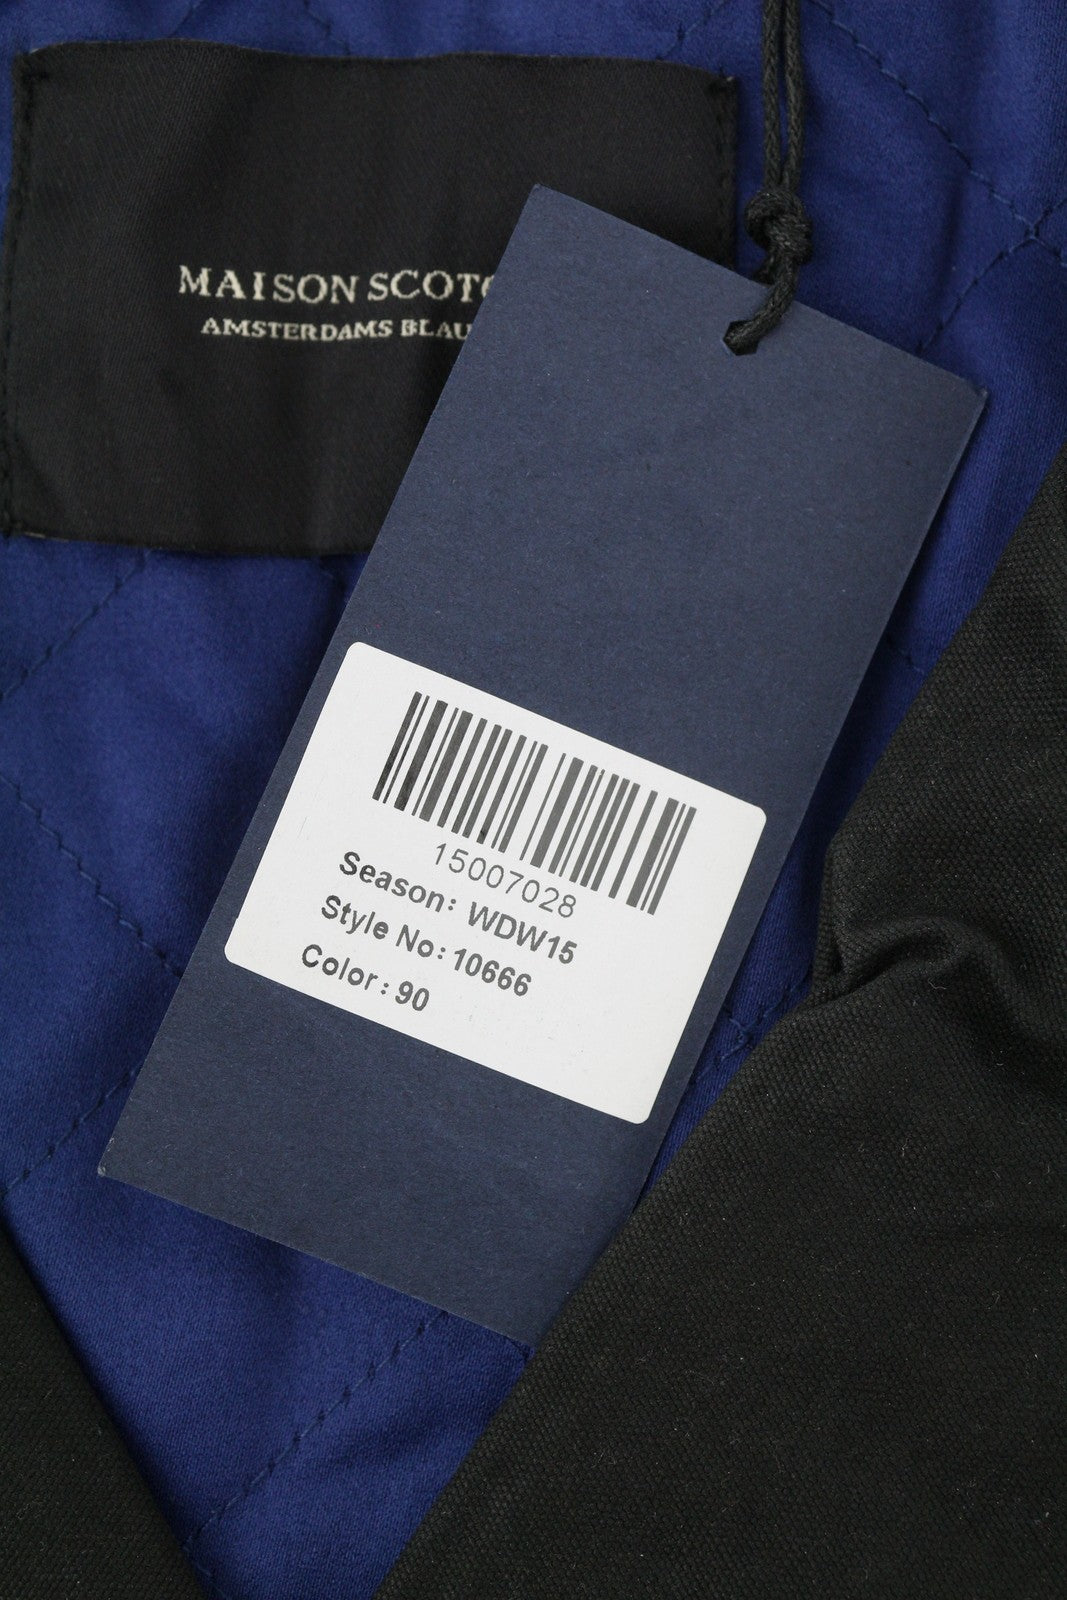 MAISON SCOTC
AMSTERDAMS BLAU
15007028
Season: WDW15
Style No: 10666
Color: 90